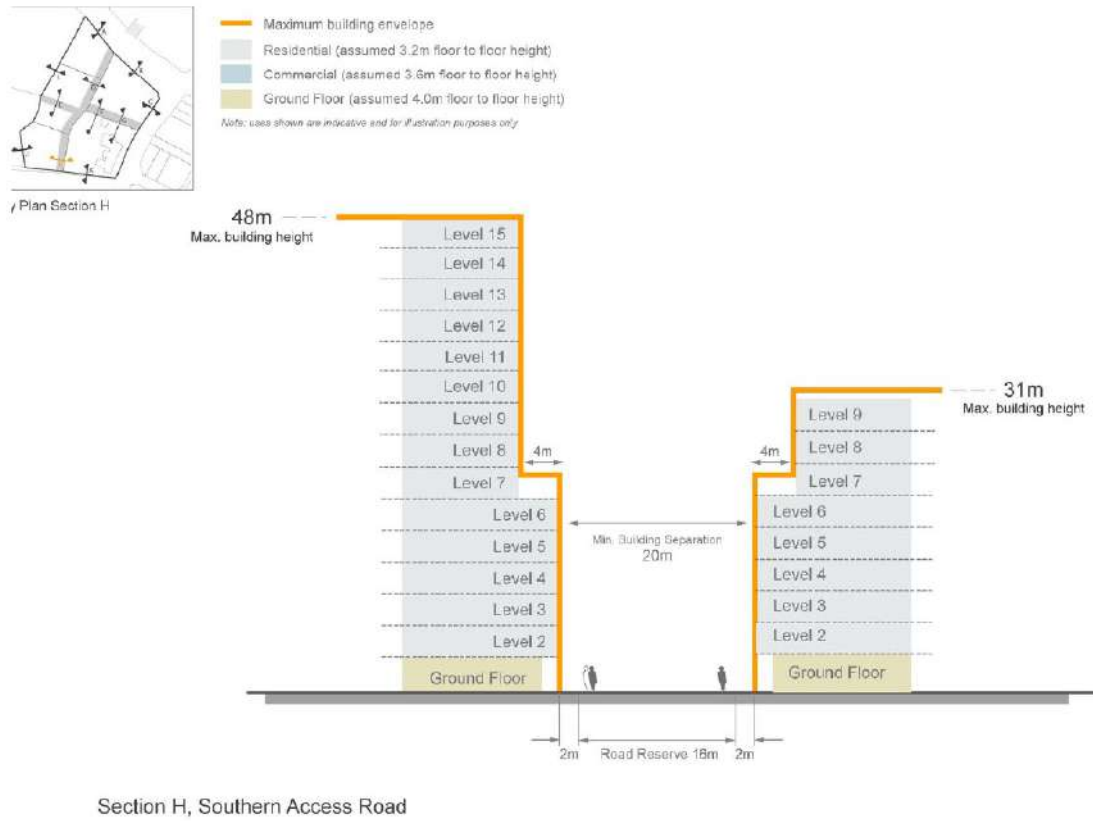 Maximum building envelope
Residential (assumed 3.2m floor to floor height)
Commercial (assumed 3.6m floor to floor height)
Ground Floor (assumed 4.0m floor to floor height)
Note: uses shown are indicative and for illustration purposes only
y Plan Section H
48m
Max. building height
Level 15
Level 14
Level 13
Level 12
Level 11
Level 10
Level 9
Level 8
Level 7
Level 6
Level 5
Level 4
Level 3
Level 2
Ground Floor
4m
Min. Building Separation
20m
4m
31m
Max. building height
Level 9
Level 8
Level 7
Level 6
Level 5
Level 4
Level 3
Level 2
Ground Floor
2m
Road Reserve 16m
2m
Section H, Southern Access Road